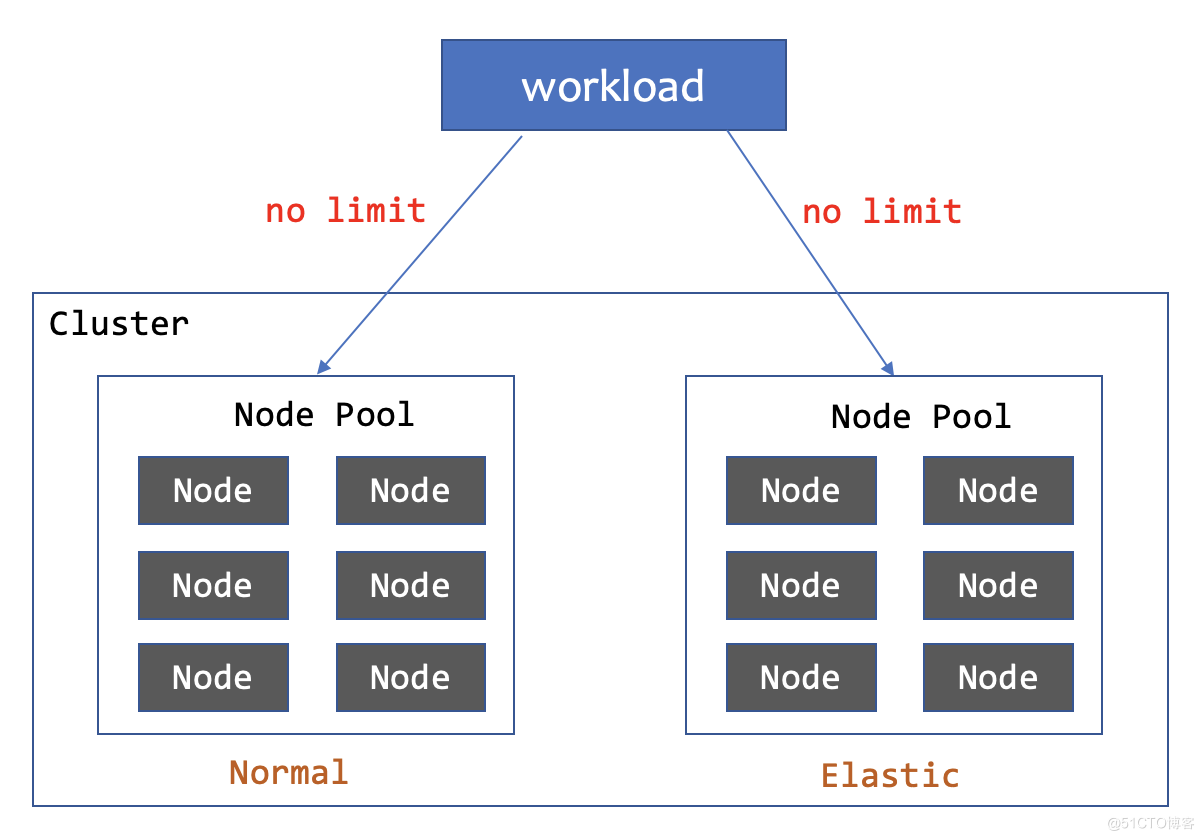 workload
no limit
no limit
Cluster
Node Pool
Node Pool
Node Node
Node Node
Node Node
Node Node
Node Node
Node Node
Normal
Elastic
@51CTO博客